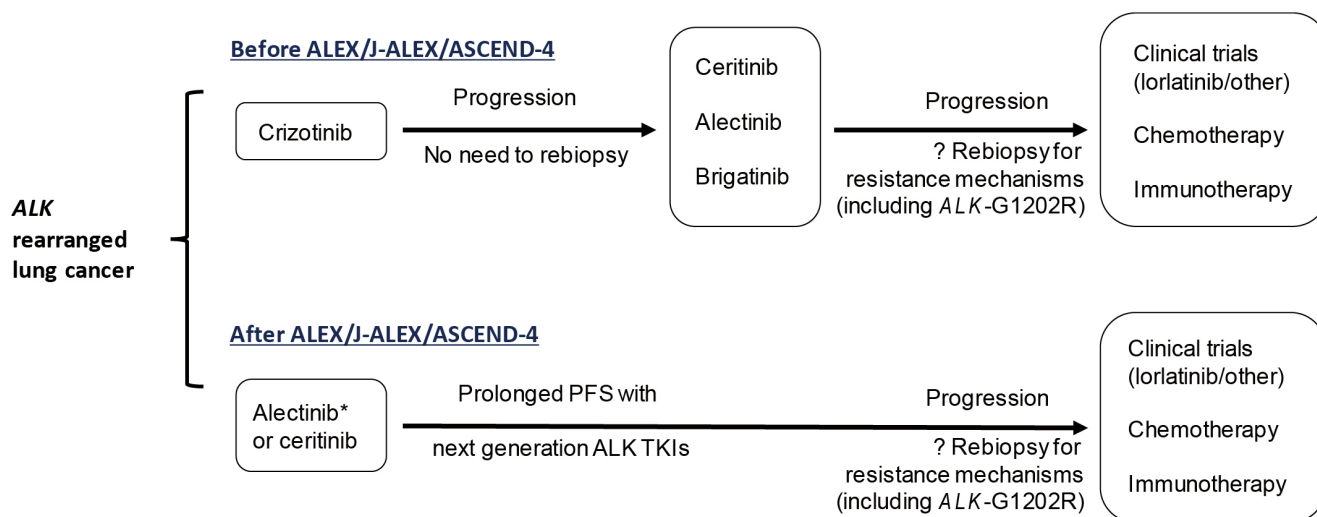 Before ALEX/J-ALEX/ASCEND-4
Crizotinib
Progression
No need to rebiopsy
Ceritinib
Alectinib
Brigatinib
Progression
? Rebiopsy for
resistance mechanisms
(including ALK-G1202R)
Clinical trials
(lorlatinib/other)
Chemotherapy
Immunotherapy
ALK
rearranged
lung cancer
After ALEX/J-ALEX/ASCEND-4
Alectinib*
or ceritinib
Prolonged PFS with
next generation ALK TKIs
Progression
? Rebiopsy for
resistance mechanisms
(including ALK-G1202R)
Clinical trials
(lorlatinib/other)
Chemotherapy
Immunotherapy